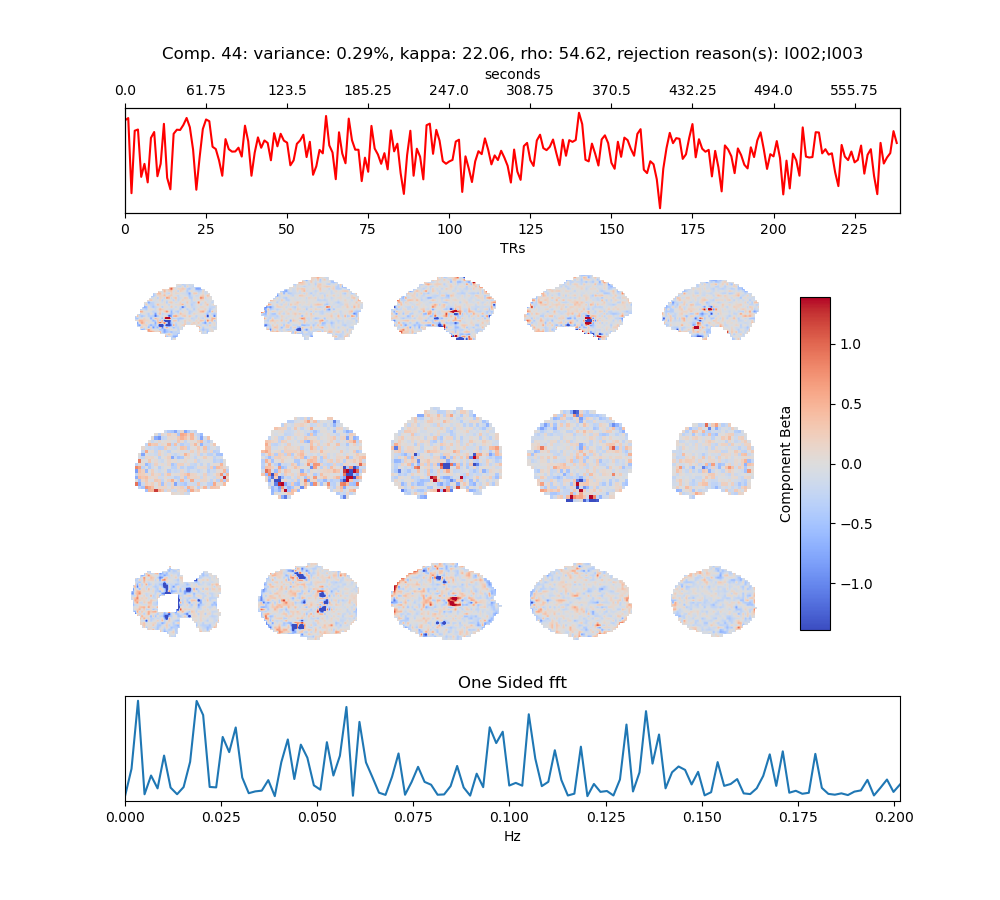 Comp. 44: variance: 0.29%, kappa: 22.06, rho: 54.62, rejection reason(s): I002;I003
seconds
0.0 61.75 123.5 185.25 247.0 308.75 370.5 432.25 494.0 555.75
0 25 50 75 100 125 150 175 200 225
TRs
1.0
0.5
0.0
−0.5
−1.0
Component Beta
One Sided fft
0.000 0.025 0.050 0.075 0.100 0.125 0.150 0.175 0.200
Hz